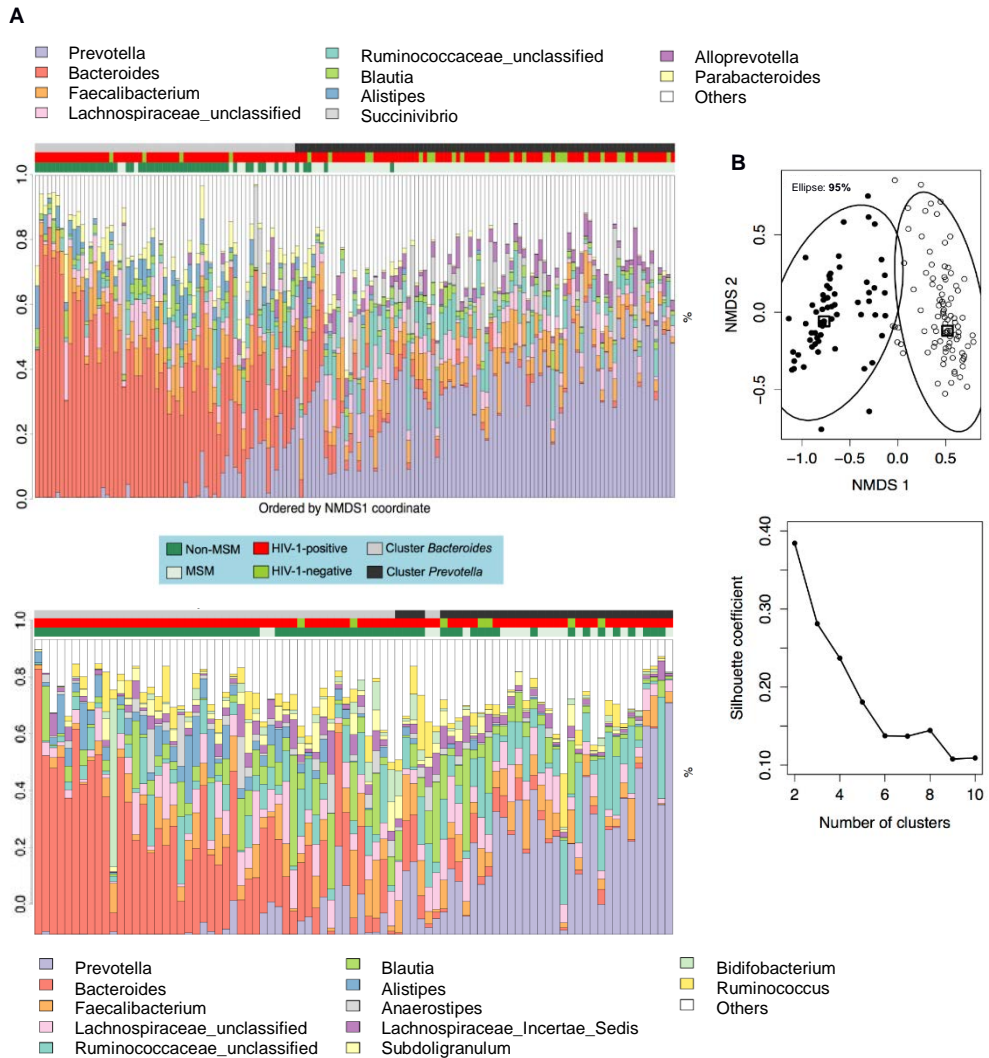 A
Prevotella
Bacteroides
Faecalibacterium
Lachnospiraceae_unclassified
Ruminococcaceae_unclassified
Blautia
Alistipes
Succinivibrio
Alloprevotella
Parabacteroides
Others
1.0
0.8
0.6
0.4
0.2
0.0
%
Ordered by NMDS1 coordinate
Non-MSM
HIV-1-positive
Cluster Bacteroides
MSM
HIV-1-negative
Cluster Prevotella
1.0
0.8
0.6
0.4
0.2
0.0
%
Prevotella
Bacteroides
Faecalibacterium
Lachnospiraceae_unclassified
Ruminococcaceae_unclassified
Blautia
Alistipes
Anaerostipes
Lachnospiraceae_Incertae_Sedis
Subdoligranulum
Bidifobacterium
Ruminococcus
Others
B
Ellipse: 95%
NMDS 2
0.5
0.0
−0.5
−1.0 −0.5 0.0 0.5
NMDS 1
Silhouette coefficient
0.40
0.30
0.20
0.10
2 4 6 8 10
Number of clusters